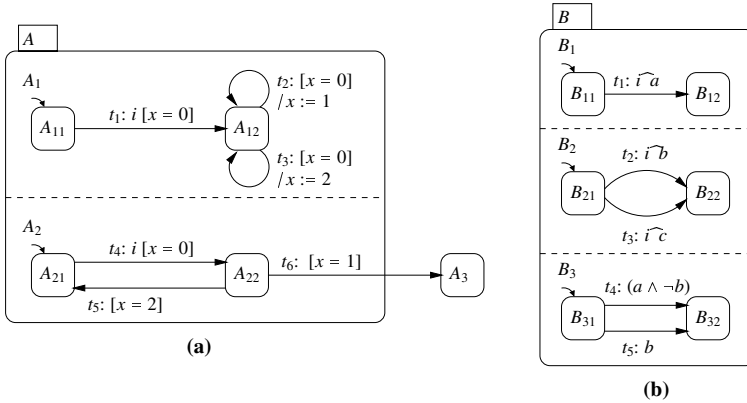 A
A₁
A₁₁
t₁: i [x = 0]
A₁₂
t₂: [x = 0]
/ x := 1
t₃: [x = 0]
/ x := 2
A₂
A₂₁
t₄: i [x = 0]
t₅: [x = 2]
A₂₂
t₆: [x = 1]
A₃
(a)
B
B₁
B₁₁
t₁: i⁀a
B₁₂
B₂
t₂: i⁀b
B₂₁
B₂₂
t₃: i⁀c
B₃
t₄: (a ∧ ¬b)
B₃₁
B₃₂
t₅: b
(b)